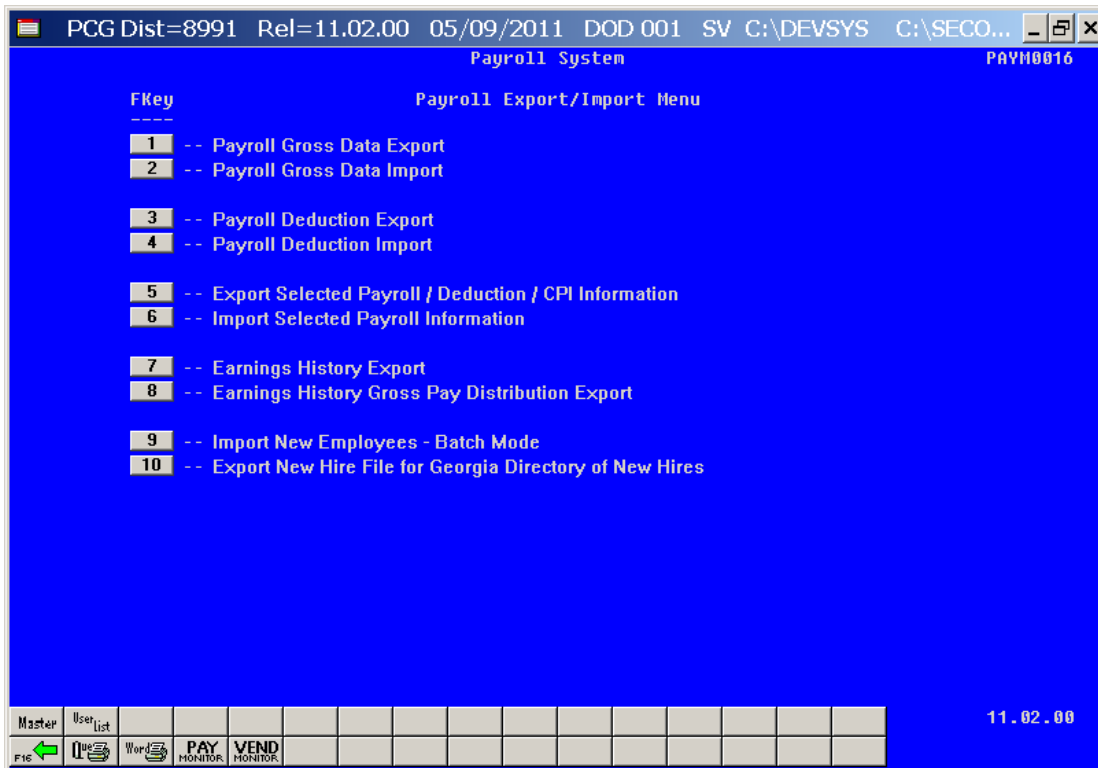 PCG Dist=8991 Rel=11.02.00 05/09/2011 DOD 001 SV C:\DEVSYS C:\SECO...
Payroll System PAYM0016
FKey Payroll Export/Import Menu
----
1 -- Payroll Gross Data Export
2 -- Payroll Gross Data Import
3 -- Payroll Deduction Export
4 -- Payroll Deduction Import
5 -- Export Selected Payroll / Deduction / CPI Information
6 -- Import Selected Payroll Information
7 -- Earnings History Export
8 -- Earnings History Gross Pay Distribution Export
9 -- Import New Employees - Batch Mode
10 -- Export New Hire File for Georgia Directory of New Hires
Master User List 11.02.00
F16 Que Word PAY MONITOR VEND MONITOR